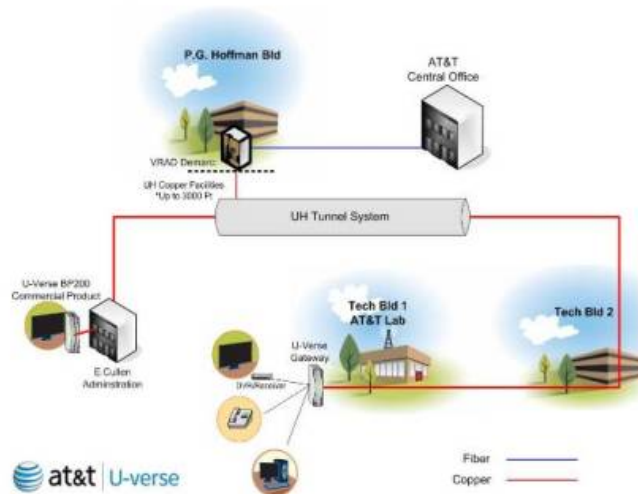 P.G. Hoffman Bld
AT&T
Central Office
VRAD Demarc
UH Copper Facilities
*Up to 3000 Ft
UH Tunnel System
U-Verse BP200
Commercial Product
E.Cullen
Adminstration
Tech Bld 1
AT&T Lab
Tech Bld 2
U-Verse
Gateway
DVR/Receiver
Fiber
Copper
at&t U-verse